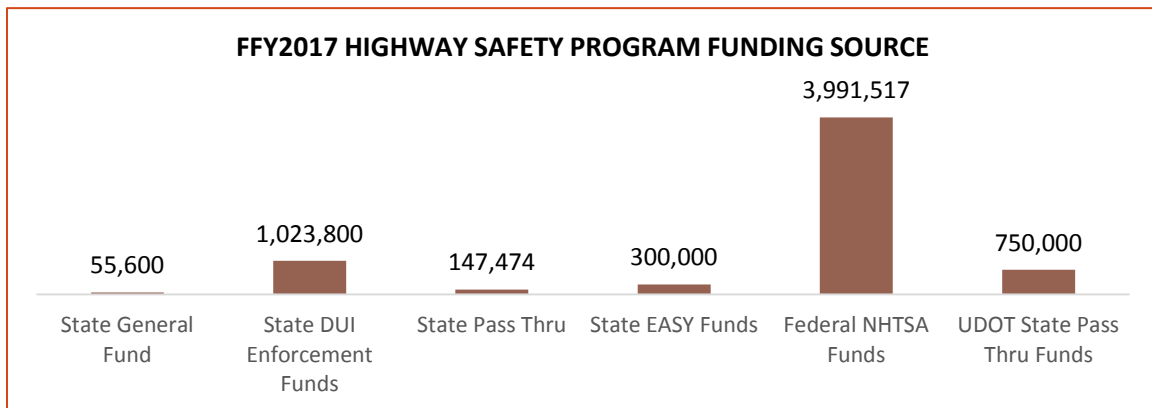 FFY2017 HIGHWAY SAFETY PROGRAM FUNDING SOURCE
3,991,517
1,023,800
750,000
300,000
147,474
55,600
State General
Fund
State DUI
Enforcement
Funds
State Pass Thru
State EASY Funds
Federal NHTSA
Funds
UDOT State Pass
Thru Funds